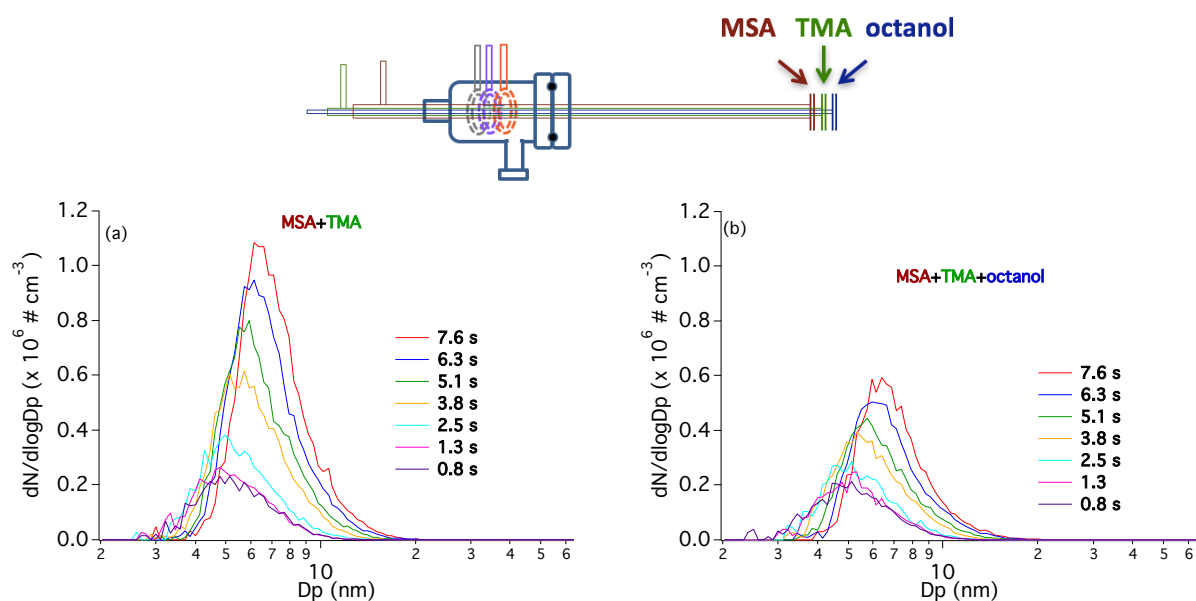 MSA TMA octanol
(a)
MSA+TMA
dN/dlogDp (x 10^6 # cm^-3)
1.2
1.0
0.8
0.6
0.4
0.2
0.0
7.6 s
6.3 s
5.1 s
3.8 s
2.5 s
1.3 s
0.8 s
2 3 4 5 6 7 8 9 10 2 3 4 5 6
Dp (nm)
(b)
MSA+TMA+octanol
dN/dlogDp (x 10^6 # cm^-3)
1.2
1.0
0.8
0.6
0.4
0.2
0.0
7.6 s
6.3 s
5.1 s
3.8 s
2.5 s
1.3
0.8 s
2 3 4 5 6 7 8 9 10 2 3 4 5 6
Dp (nm)